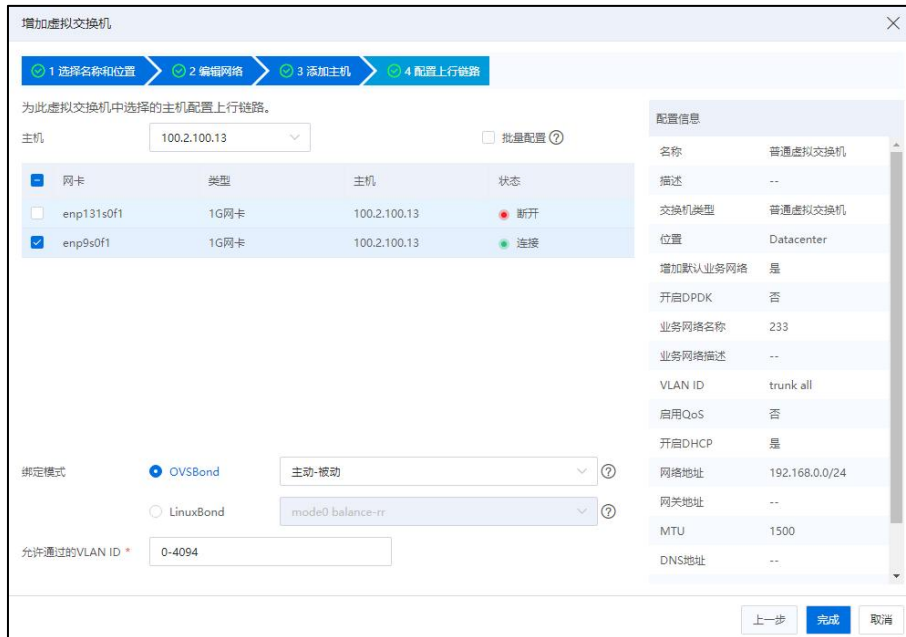 增加虚拟交换机
1 选择名称和位置 2 编辑网络 3 添加主机 4 配置上行链路
为此虚拟交换机中选择的主机配置上行链路。
主机 100.2.100.13 批量配置 ?
网卡 类型 主机 状态
enp131s0f1 1G网卡 100.2.100.13 断开
enp9s0f1 1G网卡 100.2.100.13 连接
绑定模式 OVSBond 主动-被动 ?
LinuxBond mode0 balance-rr ?
允许通过的VLAN ID * 0-4094
配置信息
名称 普通虚拟交换机
描述 --
交换机类型 普通虚拟交换机
位置 Datacenter
增加默认业务网络 是
开启DPDK 否
业务网络名称 233
业务网络描述 --
VLAN ID trunk all
启用QoS 否
开启DHCP 是
网络地址 192.168.0.0/24
网关地址 --
MTU 1500
DNS地址 --
上一步 完成 取消